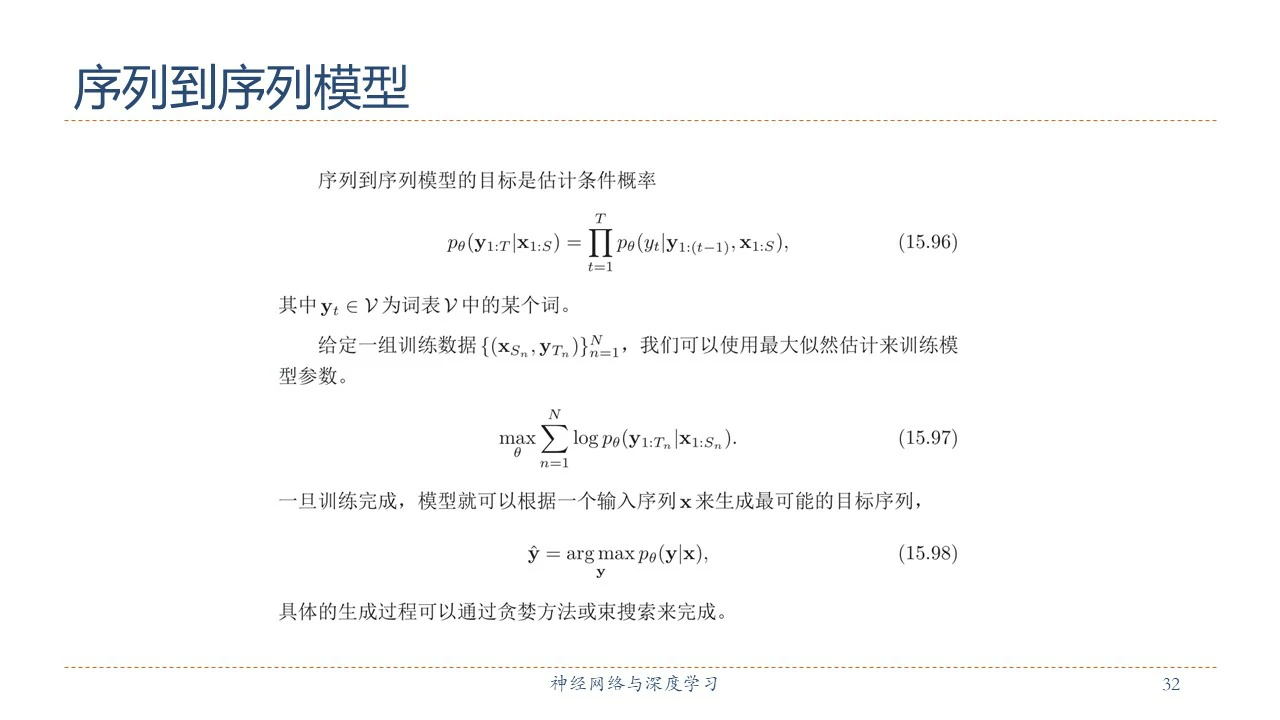 序列到序列模型
序列到序列模型的目标是估计条件概率
$p_\theta(\mathbf{y}_{1:T}|\mathbf{x}_{1:S}) = \prod_{t=1}^{T} p_\theta(y_t|\mathbf{y}_{1:(t-1)}, \mathbf{x}_{1:S}),$ (15.96)
其中 $\mathbf{y}_t \in \mathcal{V}$ 为词表 $\mathcal{V}$ 中的某个词。
给定一组训练数据 $\{(\mathbf{x}_{S_n}, \mathbf{y}_{T_n})\}_{n=1}^{N}$，我们可以使用最大似然估计来训练模
型参数。
$\max_\theta \sum_{n=1}^{N} \log p_\theta(\mathbf{y}_{1:T_n}|\mathbf{x}_{1:S_n}).$ (15.97)
一旦训练完成，模型就可以根据一个输入序列 $\mathbf{x}$ 来生成最可能的目标序列，
$\hat{\mathbf{y}} = \arg\max_{\mathbf{y}} p_\theta(\mathbf{y}|\mathbf{x}),$ (15.98)
具体的生成过程可以通过贪婪方法或束搜索来完成。
神经网络与深度学习
32